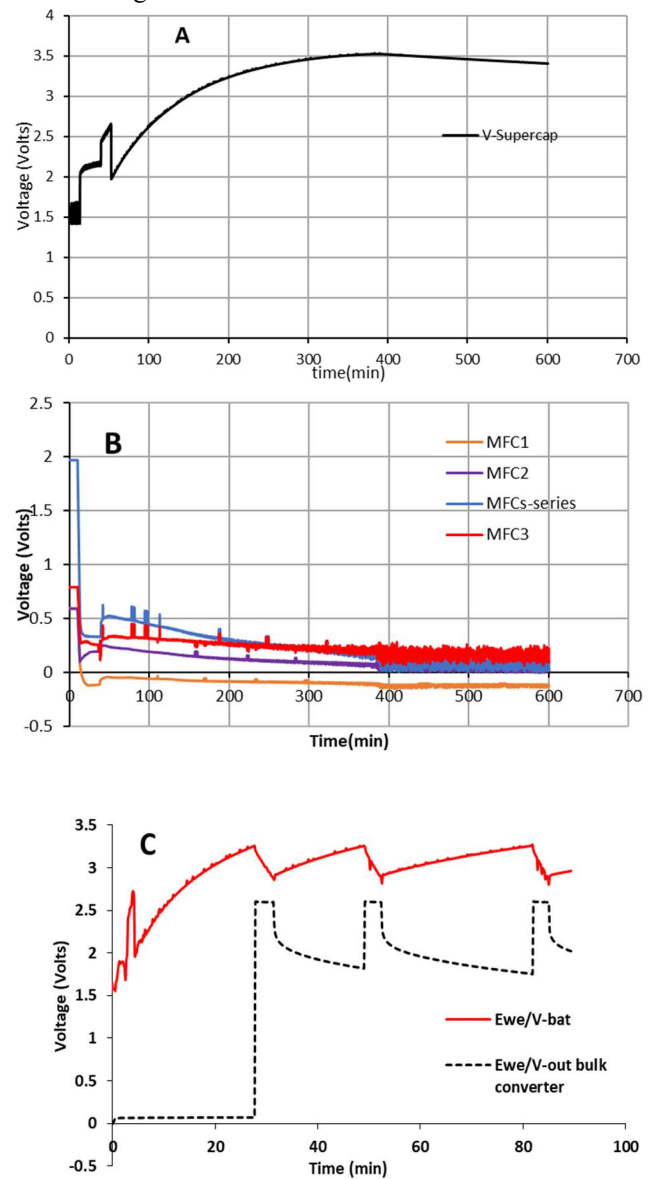 A
4
3.5
3
2.5
2
1.5
1
0.5
0
Voltage (Volts)
V-Supercap
0 100 200 300 400 500 600 700
time(min)
B
2.5
2
1.5
1
0.5
0
-0.5
Voltage (Volts)
MFC1
MFC2
MFCs-series
MFC3
0 100 200 300 400 500 600 700
Time(min)
C
3.5
3
2.5
2
1.5
1
0.5
0
-0.5
Voltage (Volts)
Ewe/V-bat
Ewe/V-out bulk
converter
0 20 40 60 80 100
Time (min)